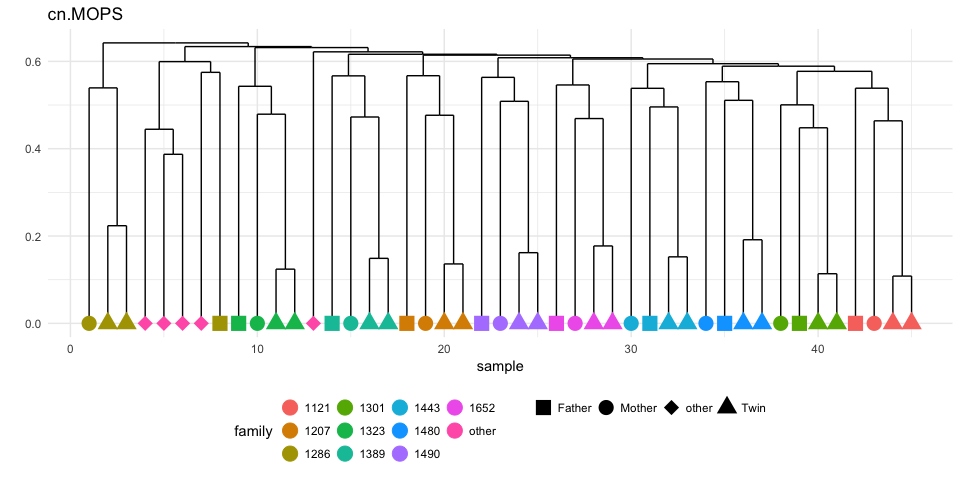 cn.MOPS
0.6
0.4
0.2
0.0
0 10 20 30 40
sample
family
1121 1301 1443 1652
1207 1323 1480 other
1286 1389 1490
Father Mother other Twin